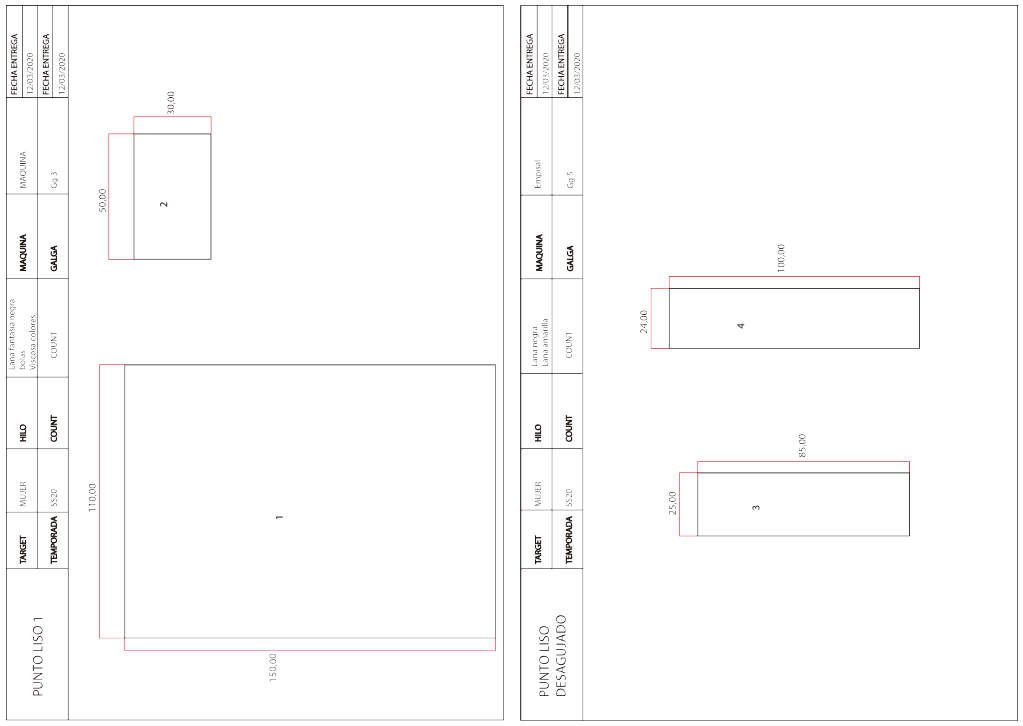 PUNTO LISO 1
TARGET
MUJER
HILO
Lana fantasia negra
bolas
Viscosa colores
MAQUINA
MAQUINA
FECHA ENTREGA
12/03/2020
TEMPORADA
SS20
COUNT
COUNT
GALGA
Gg 3
FECHA ENTREGA
12/03/2020
110,00
150,00
1
50,00
30,00
2
PUNTO LISO
DESAGUJADO
TARGET
MUJER
HILO
Lana negra
Lana amarilla
MAQUINA
Empisal
FECHA ENTREGA
12/03/2020
TEMPORADA
SS20
COUNT
COUNT
GALGA
Gg 5
FECHA ENTREGA
12/03/2020
25,00
85,00
3
24,00
100,00
4